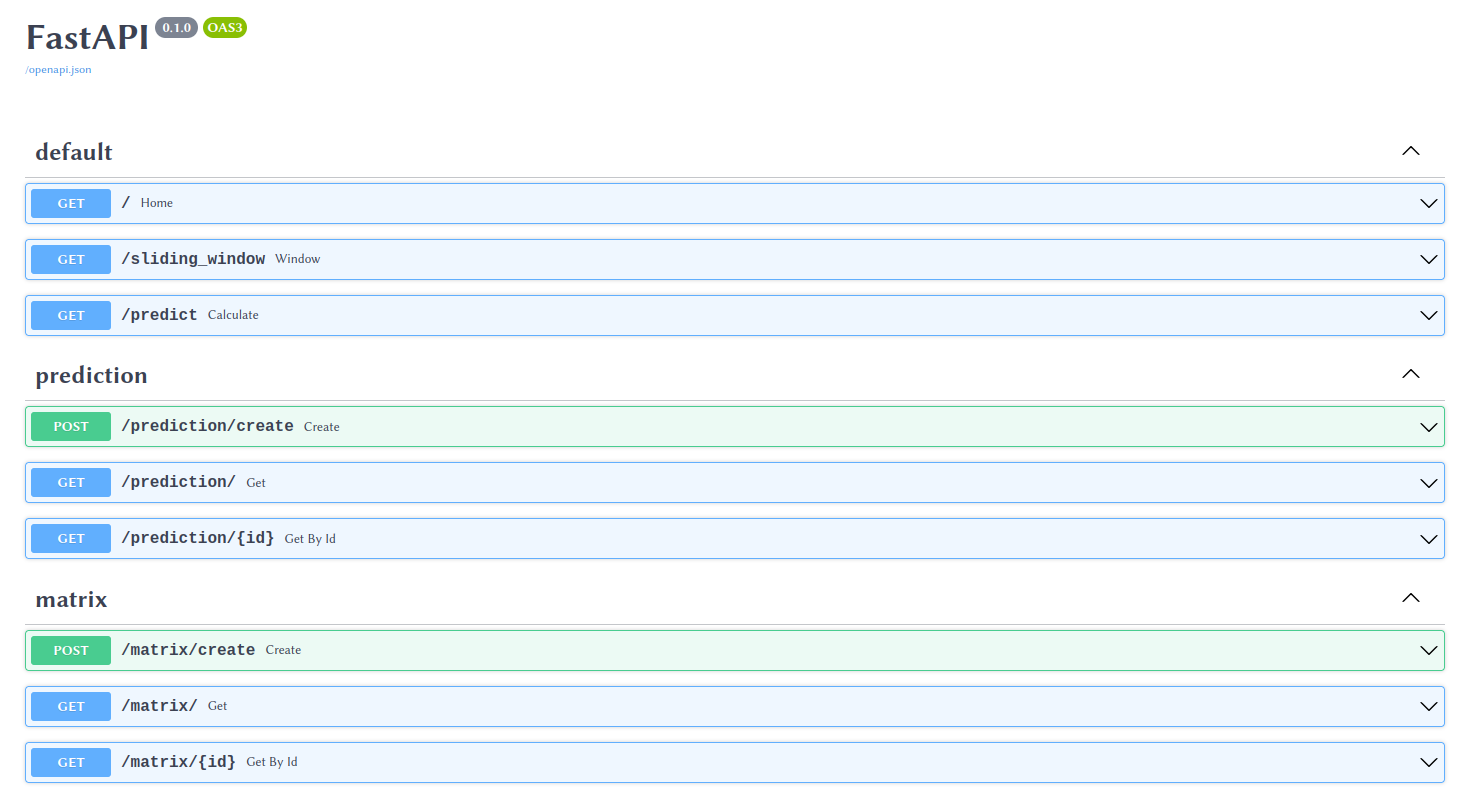 FastAPI 0.1.0 OAS3
/openapi.json
default
GET / Home
GET /sliding_window Window
GET /predict Calculate
prediction
POST /prediction/create Create
GET /prediction/ Get
GET /prediction/{id} Get By Id
matrix
POST /matrix/create Create
GET /matrix/ Get
GET /matrix/{id} Get By Id